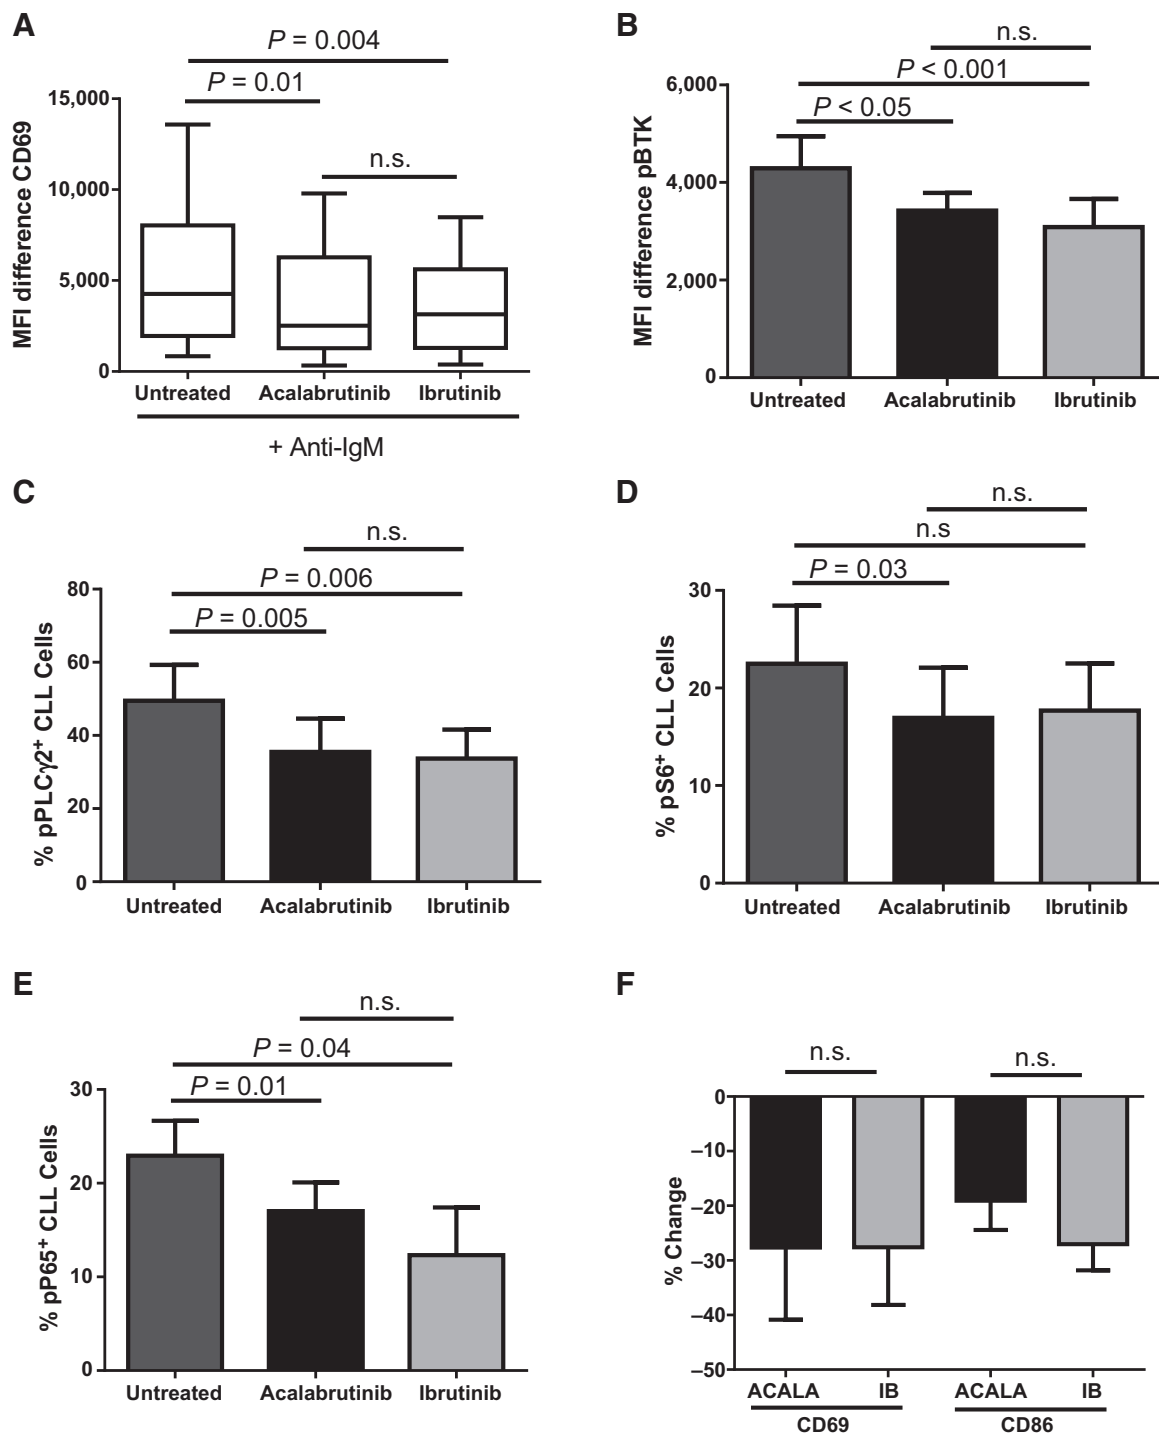 A
P = 0.004
P = 0.01
n.s.
MFI difference CD69
15,000
10,000
5,000
0
Untreated Acalabrutinib Ibrutinib
+ Anti-IgM
B
n.s.
P < 0.001
P < 0.05
MFI difference pBTK
6,000
4,000
2,000
0
Untreated Acalabrutinib Ibrutinib
C
n.s.
P = 0.006
P = 0.005
% pPLCγ2+ CLL Cells
80
60
40
20
0
Untreated Acalabrutinib Ibrutinib
D
n.s.
n.s
P = 0.03
% pS6+ CLL Cells
30
20
10
0
Untreated Acalabrutinib Ibrutinib
E
n.s.
P = 0.04
P = 0.01
% pP65+ CLL Cells
30
20
10
0
Untreated Acalabrutinib Ibrutinib
F
n.s. n.s.
% Change
0
–10
–20
–30
–40
–50
ACALA IB ACALA IB
CD69 CD86